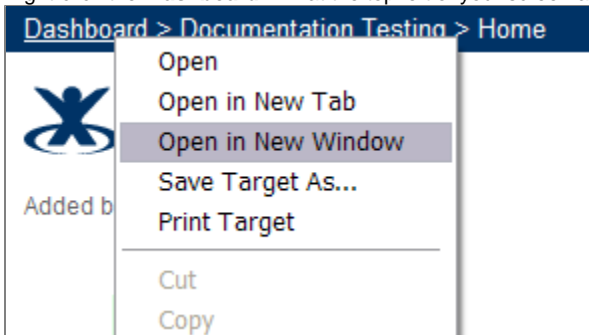 Dashboard > Documentation Testing > Home
Open
Open in New Tab
Open in New Window
Save Target As...
Added b
Print Target
Cut
Copy